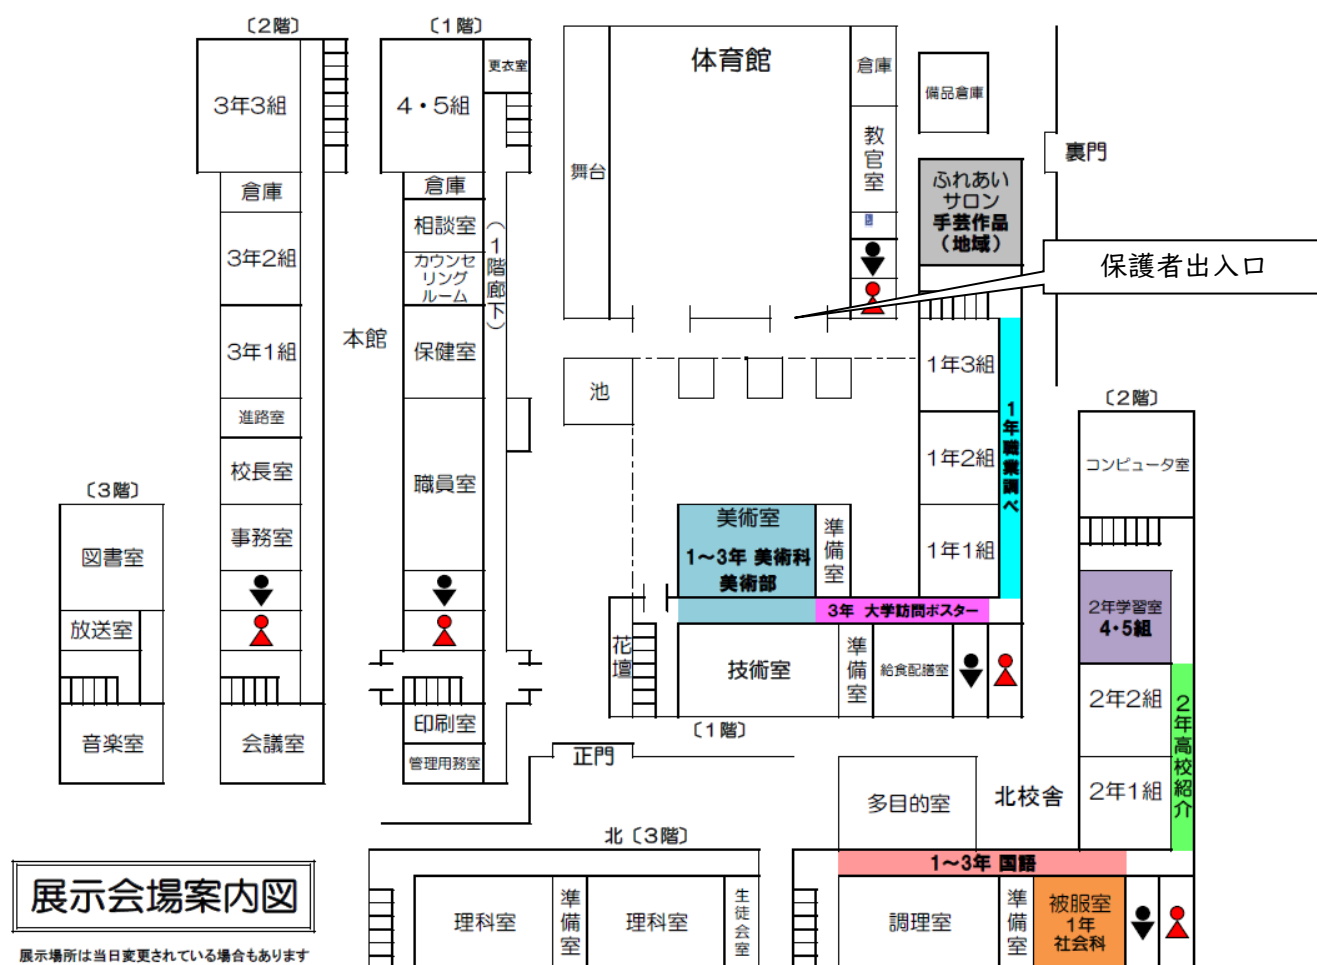 〔2階〕
〔1階〕
3年3組
倉庫
3年2組
3年1組
進路室
校長室
事務室
会議室
本館
4・5組
更衣室
倉庫
相談室
カウンセ
リング
ルーム
保健室
職員室
印刷室
管理用務室
（1階廊下）
〔3階〕
図書室
放送室
音楽室
体育館
舞台
倉庫
教官室
備品倉庫
裏門
ふれあい
サロン
手芸作品
（地域）
保護者出入口
池
1年3組
1年2組
1年1組
1年職業調べ
美術室
1～3年 美術科
美術部
準備室
3年 大学訪問ポスター
花壇
技術室
準備室
給食配膳室
〔1階〕
正門
〔2階〕
コンピュータ室
2年学習室
4・5組
2年2組
2年1組
2年高校紹介
北校舎
多目的室
1～3年 国語
調理室
準備室
被服室
1年
社会科
北〔3階〕
理科室
準備室
理科室
生徒会室
展示会場案内図
展示場所は当日変更されている場合もあります